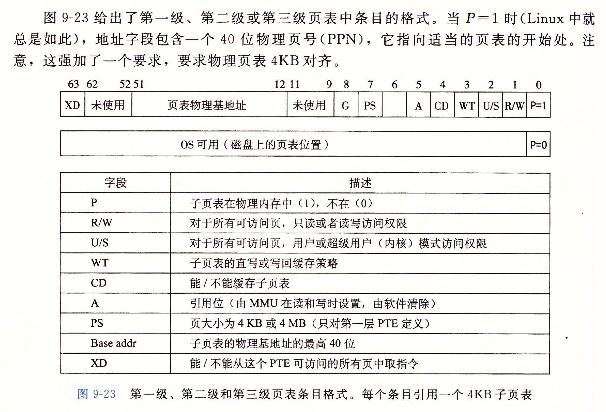 图 9-23 给出了第一级、第二级或第三级页表中条目的格式。当 P=1 时(Linux 中就
总是如此)，地址字段包含一个 40 位物理页号(PPN)，它指向适当的页表的开始处。注
意，这强加了一个要求，要求物理页表 4KB 对齐。
63 62 52 51 12 11 9 8 7 6 5 4 3 2 1 0
XD 未使用 页表物理基地址 未使用 G PS A CD WT U/S R/W P=1
OS 可用 (磁盘上的页表位置) P=0
字段 描述
P 子页表在物理内存中 (1)，不在 (0)
R/W 对于所有可访问页，只读或者读写访问权限
U/S 对于所有可访问页，用户或超级用户 (内核) 模式访问权限
WT 子页表的直写或写回缓存策略
CD 能 / 不能缓存子页表
A 引用位 (由 MMU 在读和写时设置，由软件清除)
PS 页大小为 4 KB 或 4 MB (只对第一层 PTE 定义)
Base addr 子页表的物理基地址的最高 40 位
XD 能 / 不能从这个 PTE 可访问的所有页中取指令
图 9-23 第一级、第二级和第三级页表条目格式。每个条目引用一个 4KB 子页表